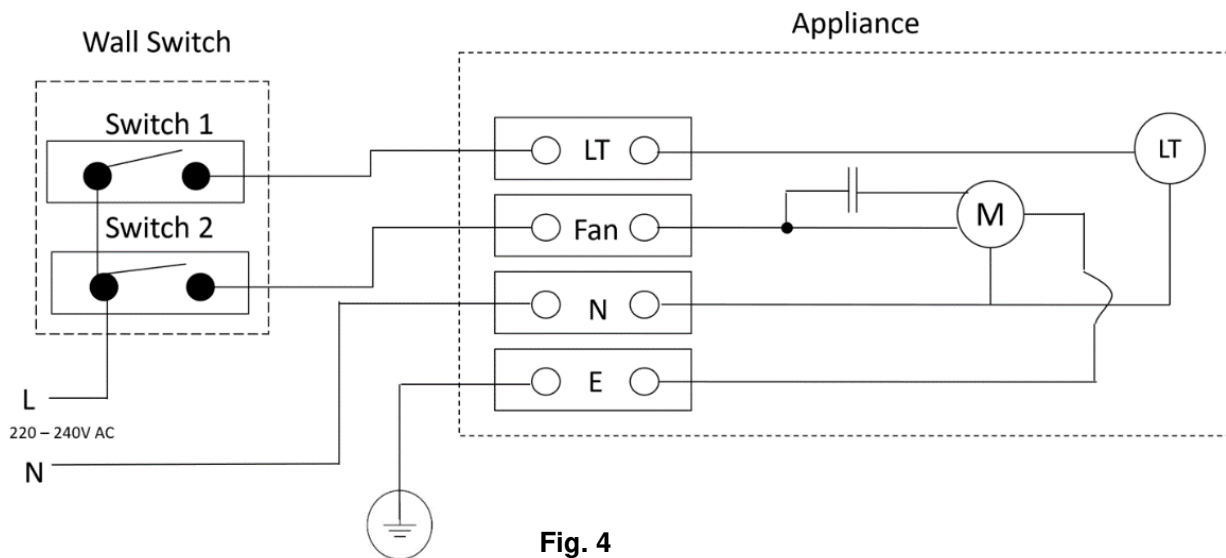 Appliance
Wall Switch
Switch 1
LT
LT
Switch 2
Fan
M
N
E
L
220 – 240V AC
N
Fig. 4